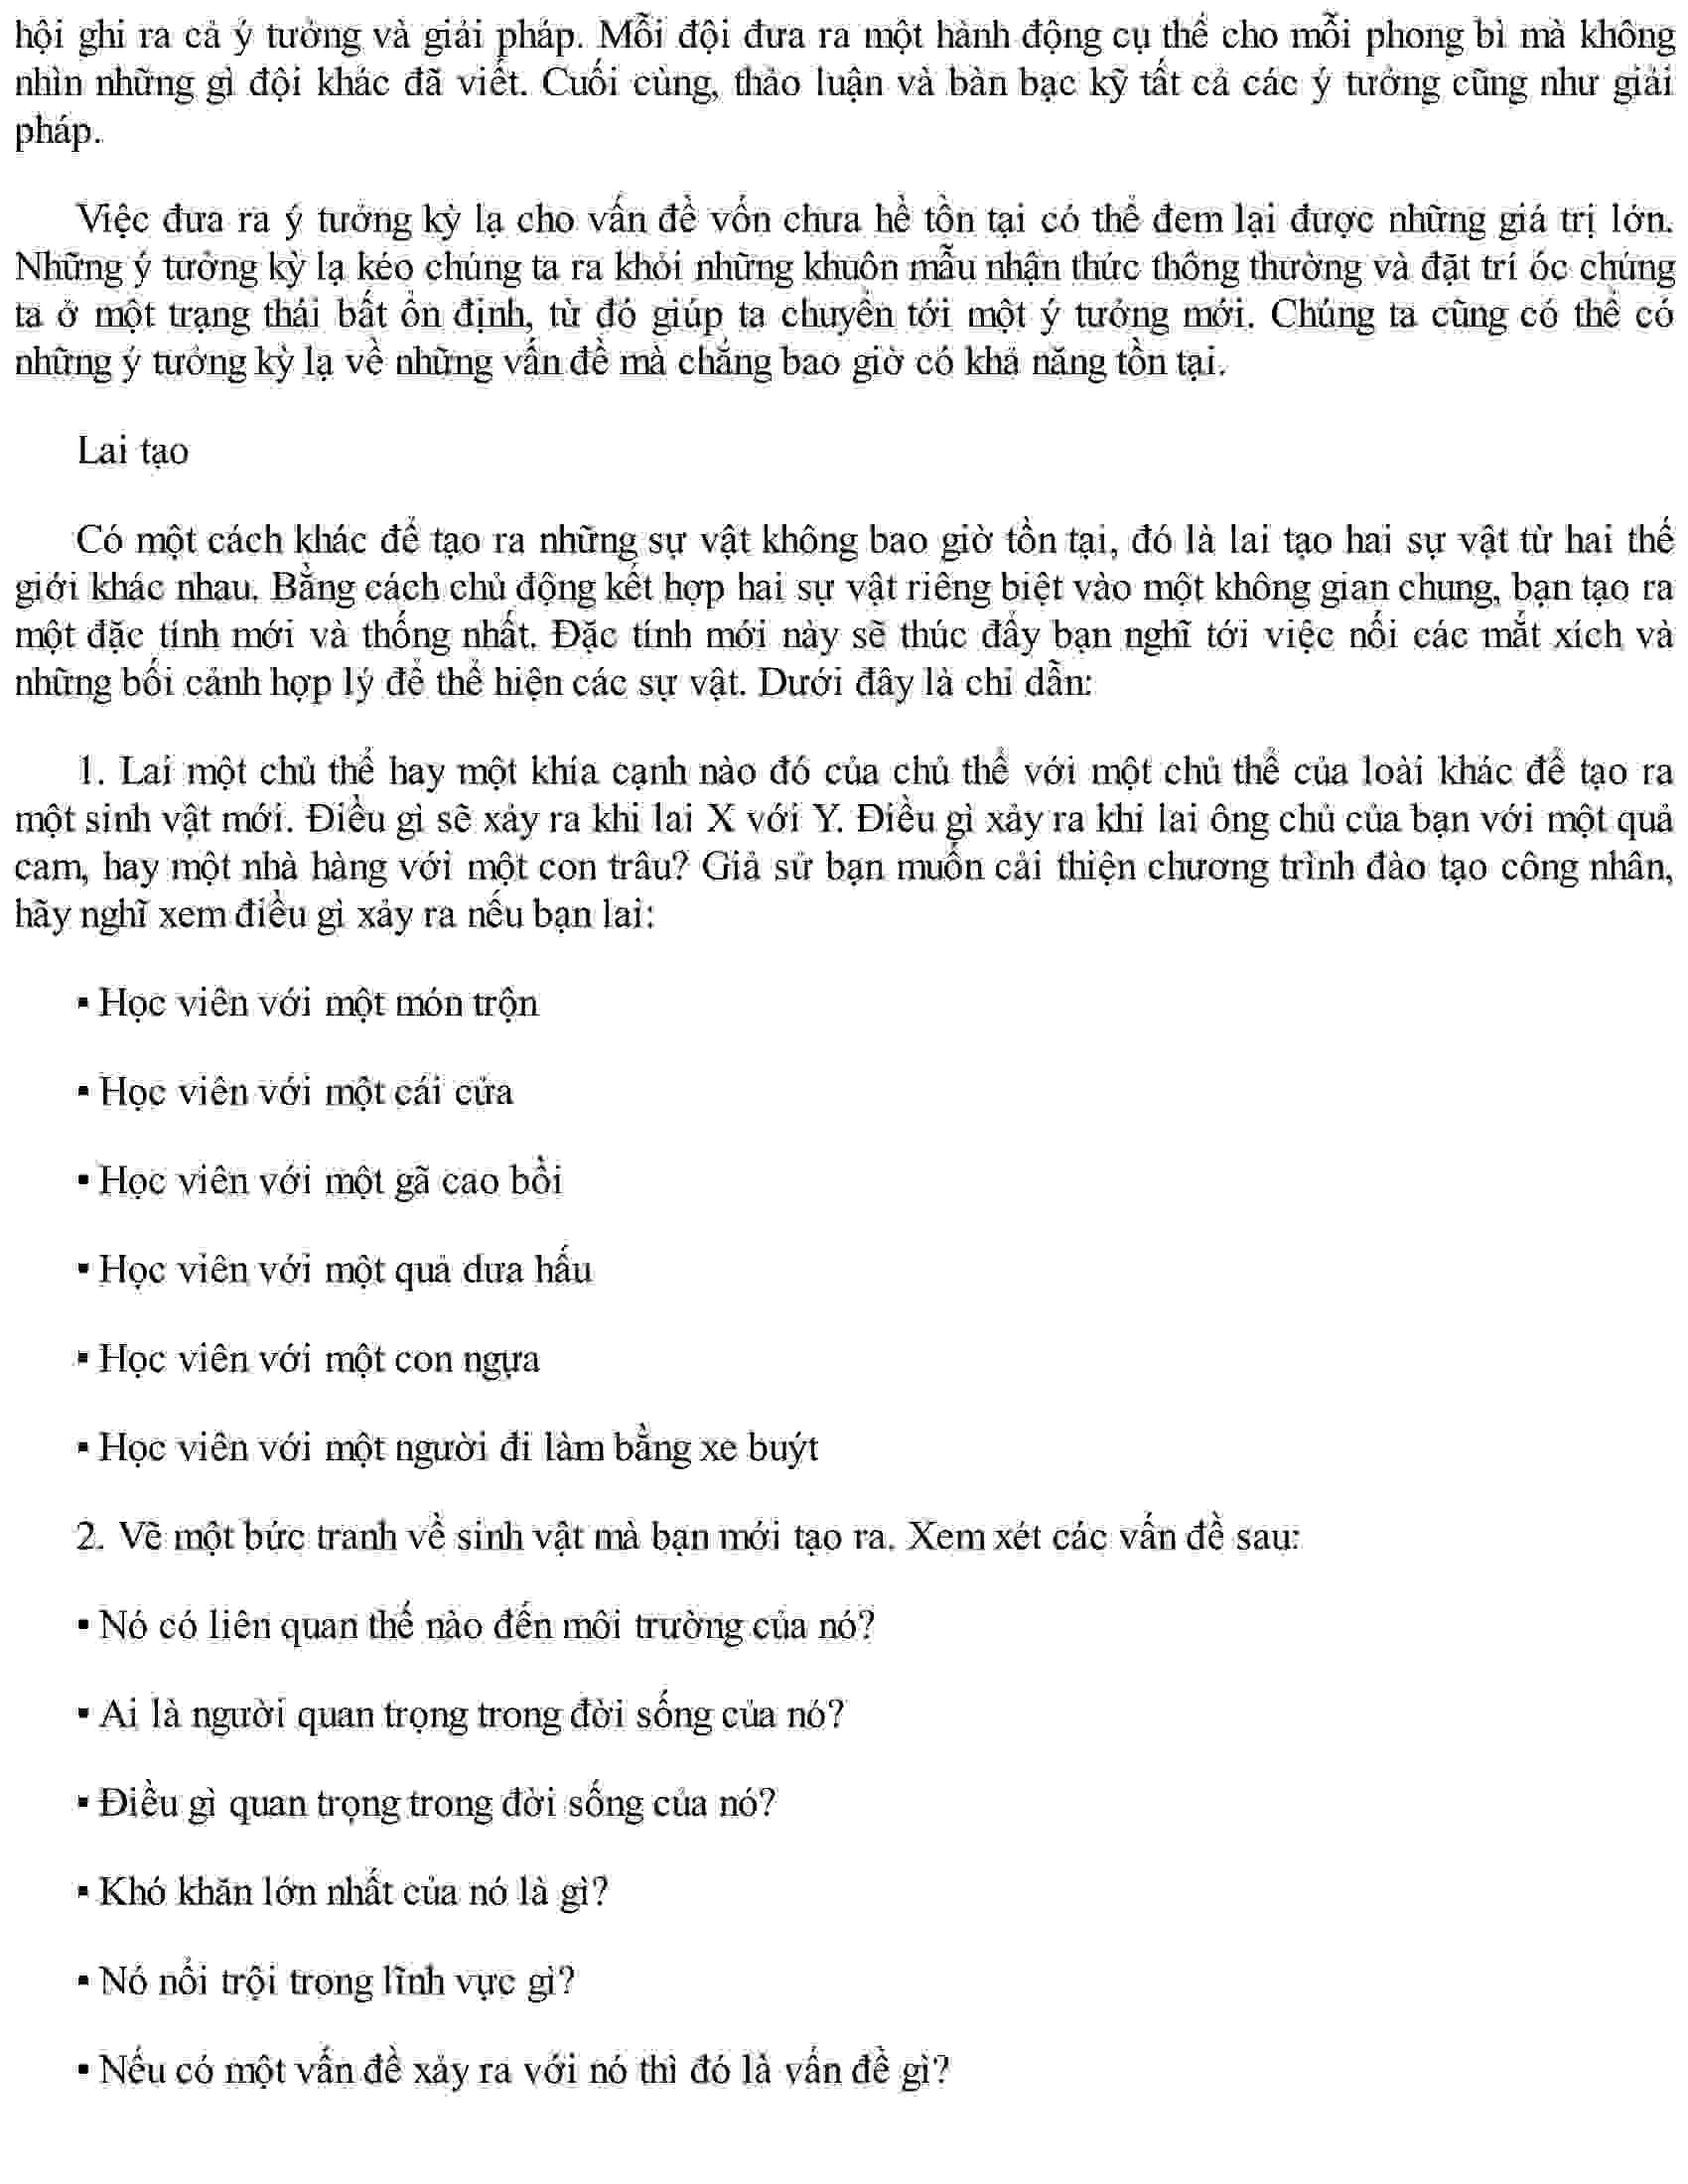 hội ghi ra cả ý tưởng và giải pháp. Mỗi đội đưa ra một hành động cụ thể cho mỗi phong bì mà không
nhìn những gì đội khác đã viết. Cuối cùng, thảo luận và bàn bạc kỹ tất cả các ý tưởng cũng như giải
pháp.
Việc đưa ra ý tưởng kỳ lạ cho vấn đề vốn chưa hề tồn tại có thể đem lại được những giá trị lớn.
Những ý tưởng kỳ lạ kéo chúng ta ra khỏi những khuôn mẫu nhận thức thông thường và đặt trí óc chúng
ta ở một trạng thái bất ổn định, từ đó giúp ta chuyển tới một ý tưởng mới. Chúng ta cũng có thể có
những ý tưởng kỳ lạ về những vấn đề mà chẳng bao giờ có khả năng tồn tại.
Lai tạo
Có một cách khác để tạo ra những sự vật không bao giờ tồn tại, đó là lai tạo hai sự vật từ hai thế
giới khác nhau. Bằng cách chủ động kết hợp hai sự vật riêng biệt vào một không gian chung, bạn tạo ra
một đặc tính mới và thống nhất. Đặc tính mới này sẽ thúc đẩy bạn nghĩ tới việc nối các mắt xích và
những bối cảnh hợp lý để thể hiện các sự vật. Dưới đây là chỉ dẫn:
1. Lai một chủ thể hay một khía cạnh nào đó của chủ thể với một chủ thể của loài khác để tạo ra
một sinh vật mới. Điều gì sẽ xảy ra khi lai X với Y. Điều gì xảy ra khi lai ông chủ của bạn với một quả
cam, hay một nhà hàng với một con trâu? Giả sử bạn muốn cải thiện chương trình đào tạo công nhân,
hãy nghĩ xem điều gì xảy ra nếu bạn lai:
▪ Học viên với một món trộn
▪ Học viên với một cái cửa
▪ Học viên với một gã cao bồi
▪ Học viên với một quả dưa hấu
▪ Học viên với một con ngựa
▪ Học viên với một người đi làm bằng xe buýt
2. Vẽ một bức tranh về sinh vật mà bạn mới tạo ra. Xem xét các vấn đề sau:
▪ Nó có liên quan thế nào đến môi trường của nó?
▪ Ai là người quan trọng trong đời sống của nó?
▪ Điều gì quan trọng trong đời sống của nó?
▪ Khó khăn lớn nhất của nó là gì?
▪ Nó nổi trội trong lĩnh vực gì?
▪ Nếu có một vấn đề xảy ra với nó thì đó là vấn đề gì?